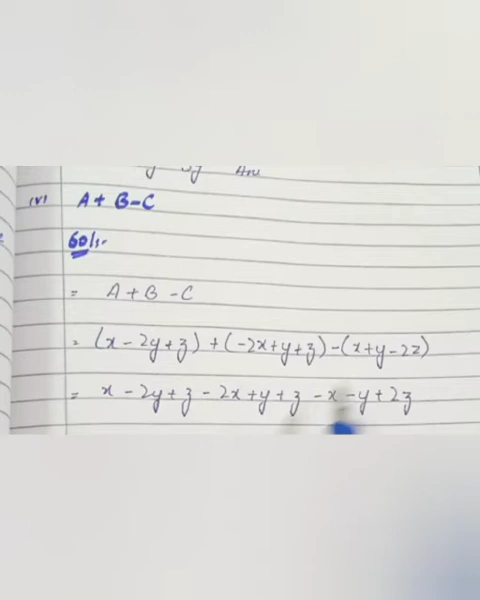 (v) A + B - C
Sol:-
= A + B - C
= (x - 2y + z) + (-2x + y + z) - (x + y - 2z)
= x - 2y + z - 2x + y + z - x - y + 2z